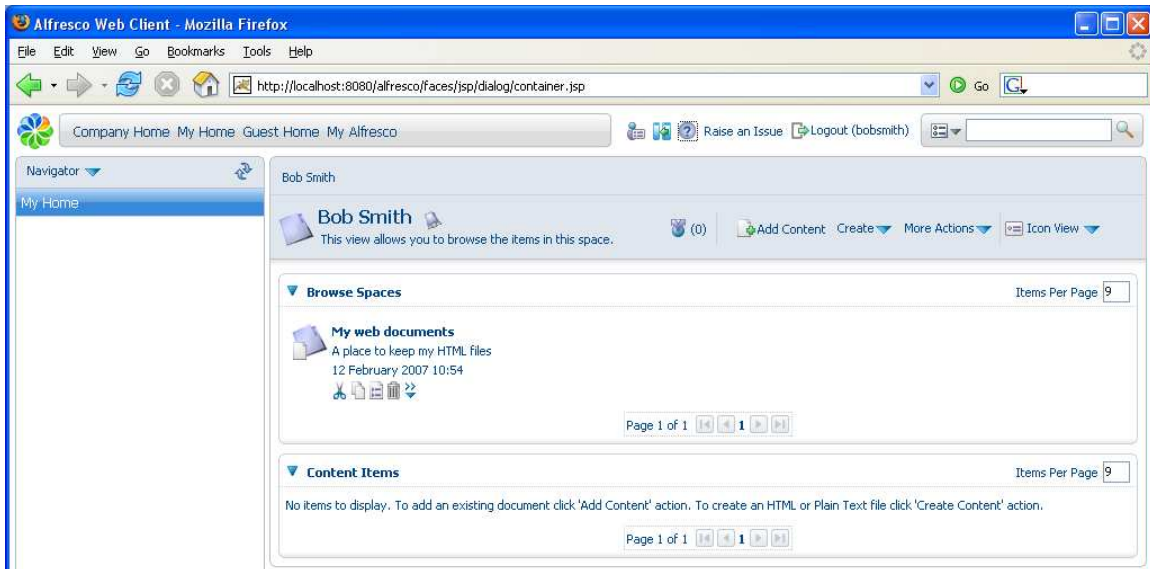 Alfresco Web Client - Mozilla Firefox
File Edit View Go Bookmarks Tools Help
http://localhost:8080/alfresco/faces/jsp/dialog/container.jsp Go G
Company Home My Home Guest Home My Alfresco Raise an Issue Logout (bobsmith)
Navigator
My Home
Bob Smith
Bob Smith
This view allows you to browse the items in this space.
(0) Add Content Create More Actions Icon View
Browse Spaces Items Per Page 9
My web documents
A place to keep my HTML files
12 February 2007 10:54
Page 1 of 1 1
Content Items Items Per Page 9
No items to display. To add an existing document click 'Add Content' action. To create an HTML or Plain Text file click 'Create Content' action.
Page 1 of 1 1